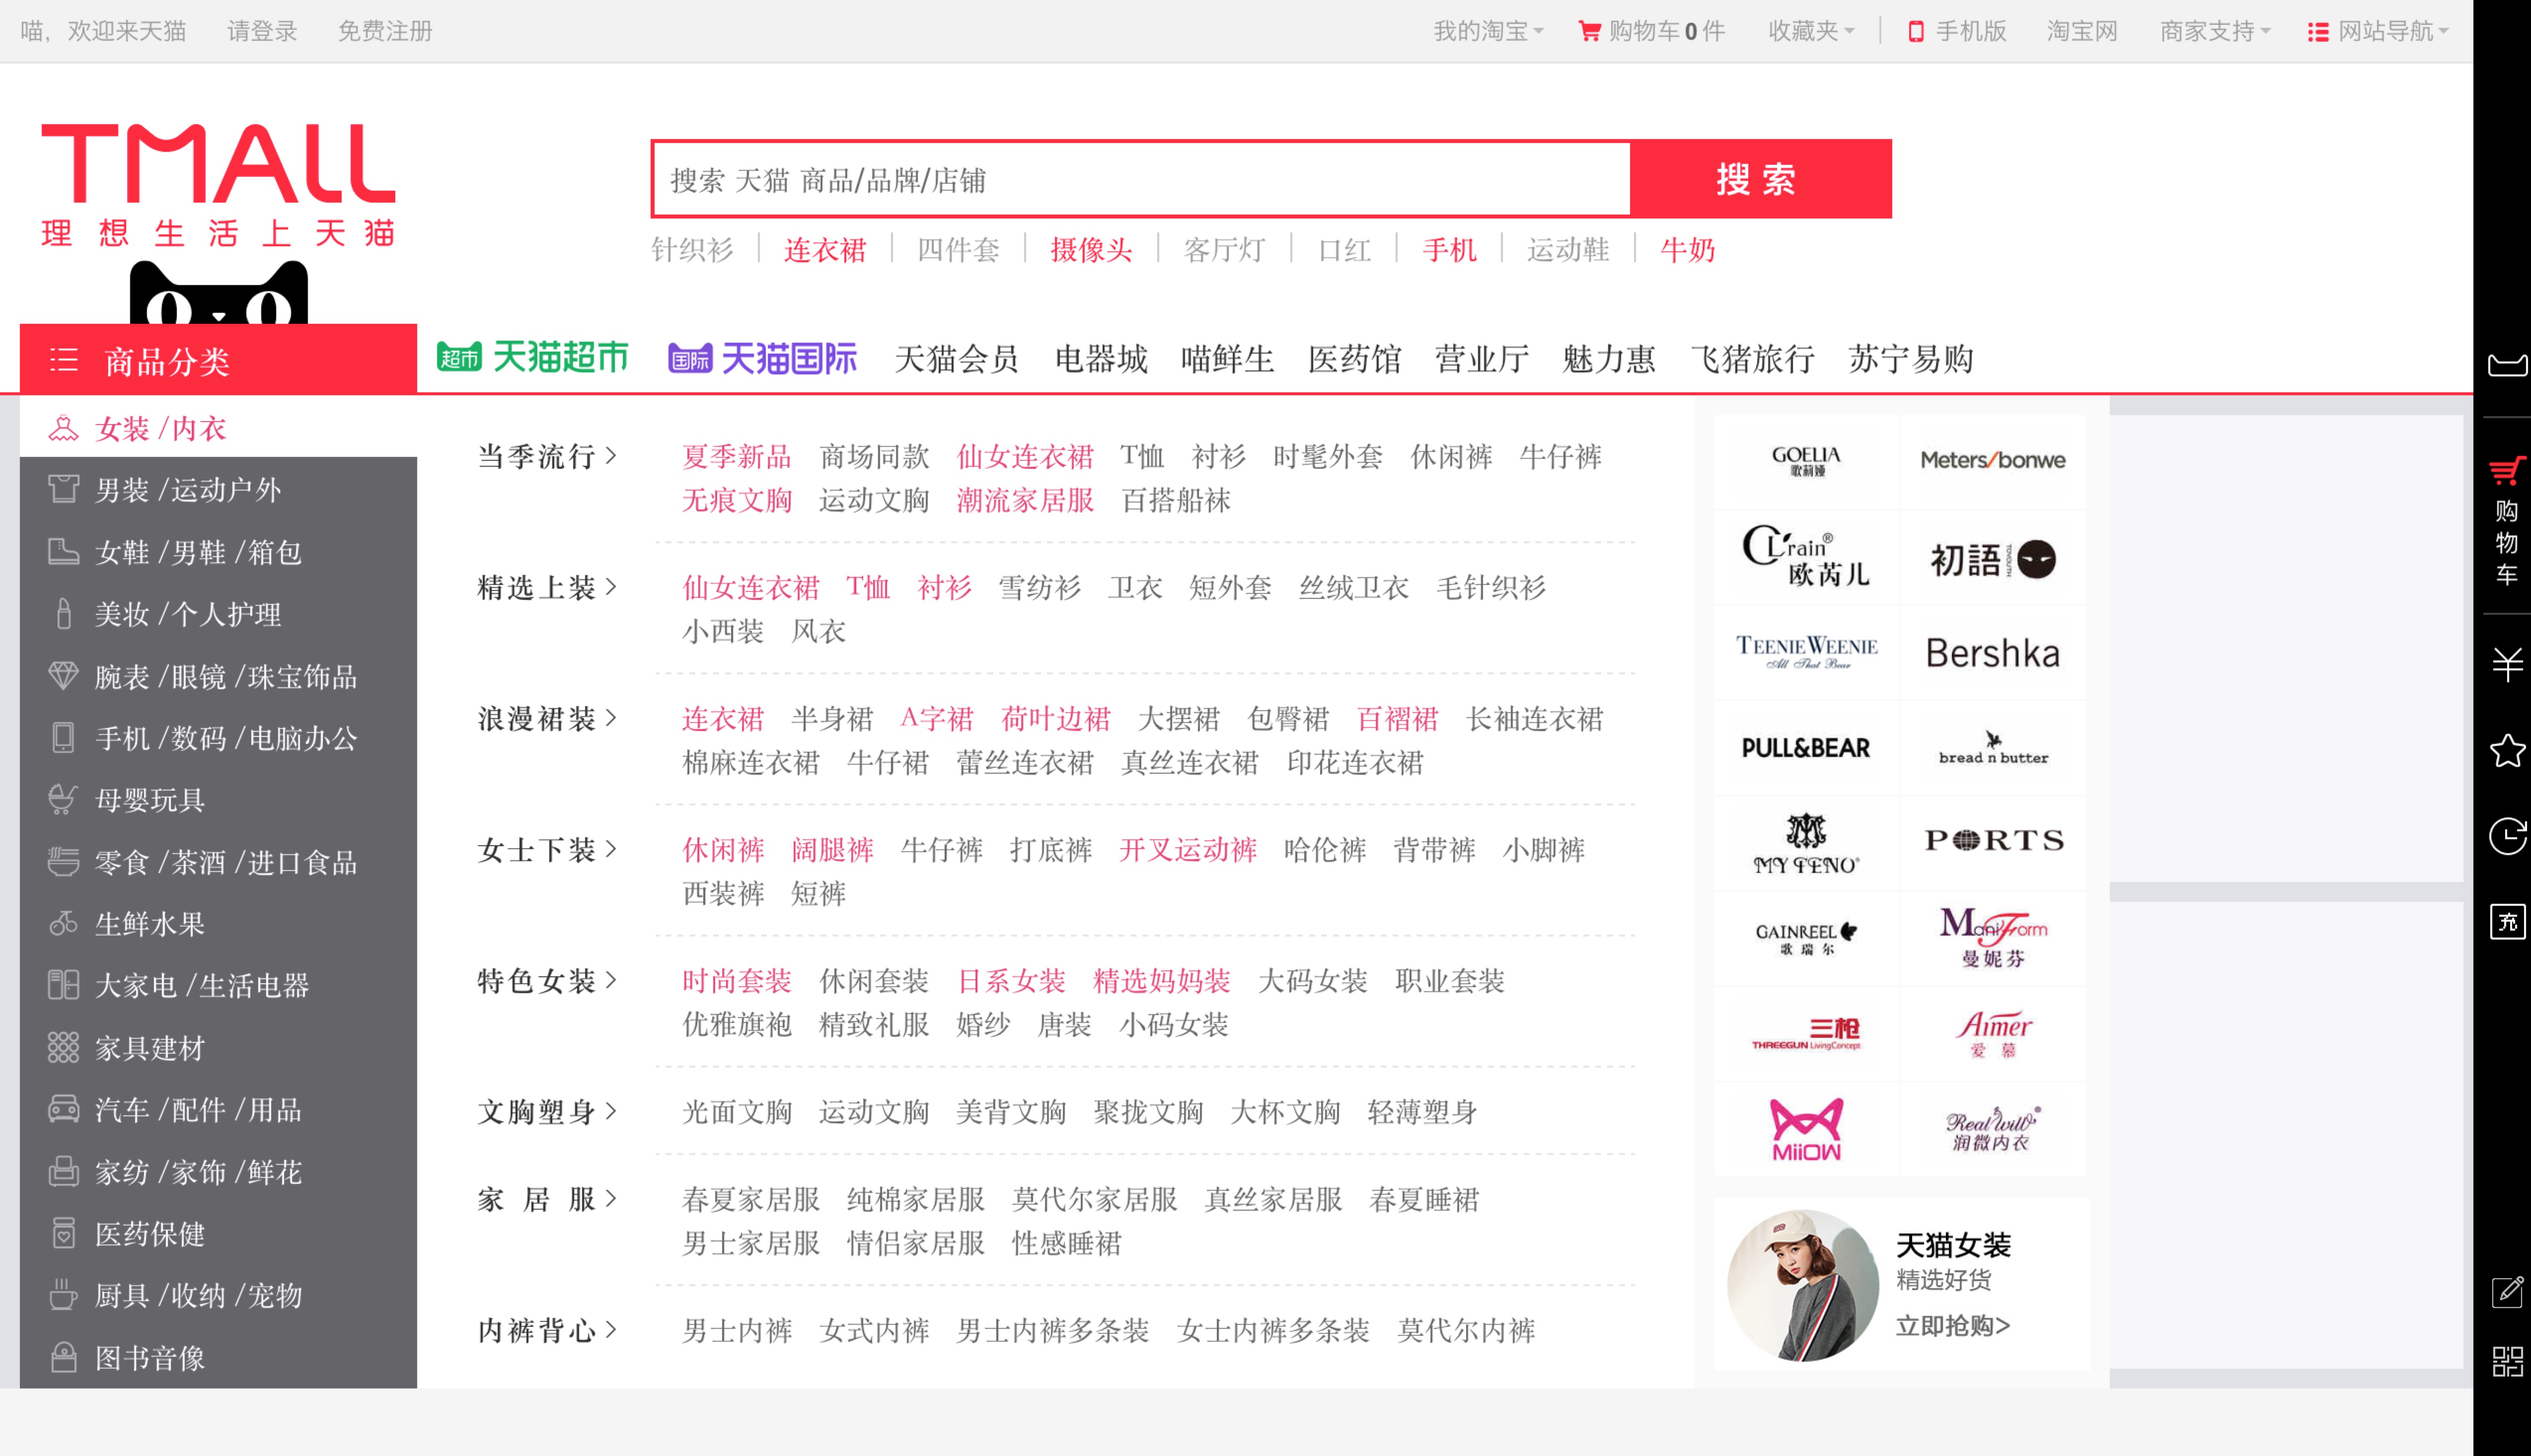 喵，欢迎来天猫 请登录 免费注册 我的淘宝 购物车0件 收藏夹 手机版 淘宝网 商家支持 网站导航
TMALL
理想生活上天猫
搜索 天猫 商品/品牌/店铺 搜索
针织衫 连衣裙 四件套 摄像头 客厅灯 口红 手机 运动鞋 牛奶
商品分类 超市 天猫超市 国际 天猫国际 天猫会员 电器城 喵鲜生 医药馆 营业厅 魅力惠 飞猪旅行 苏宁易购
女装 /内衣
男装 /运动户外
女鞋 /男鞋 /箱包
美妆 /个人护理
腕表 /眼镜 /珠宝饰品
手机 /数码 /电脑办公
母婴玩具
零食 /茶酒 /进口食品
生鲜水果
大家电 /生活电器
家具建材
汽车 /配件 /用品
家纺 /家饰 /鲜花
医药保健
厨具 /收纳 /宠物
图书音像
当季流行 > 夏季新品 商场同款 仙女连衣裙 T恤 衬衫 时髦外套 休闲裤 牛仔裤
无痕文胸 运动文胸 潮流家居服 百搭船袜
精选上装 > 仙女连衣裙 T恤 衬衫 雪纺衫 卫衣 短外套 丝绒卫衣 毛针织衫
小西装 风衣
浪漫裙装 > 连衣裙 半身裙 A字裙 荷叶边裙 大摆裙 包臀裙 百褶裙 长袖连衣裙
棉麻连衣裙 牛仔裙 蕾丝连衣裙 真丝连衣裙 印花连衣裙
女士下装 > 休闲裤 阔腿裤 牛仔裤 打底裤 开叉运动裤 哈伦裤 背带裤 小脚裤
西装裤 短裤
特色女装 > 时尚套装 休闲套装 日系女装 精选妈妈装 大码女装 职业套装
优雅旗袍 精致礼服 婚纱 唐装 小码女装
文胸塑身 > 光面文胸 运动文胸 美背文胸 聚拢文胸 大杯文胸 轻薄塑身
家居服 > 春夏家居服 纯棉家居服 莫代尔家居服 真丝家居服 春夏睡裙
男士家居服 情侣家居服 性感睡裙
内裤背心 > 男士内裤 女式内裤 男士内裤多条装 女士内裤多条装 莫代尔内裤
GOELIA
歌莉娅
Meters/bonwe
CLrain®
欧芮儿
初語 TOYOUTH
TEENIE WEENIE
All That Bear
Bershka
PULL&BEAR
bread n butter
MY TENO
PORTS
GAINREEL
歌瑞尔
ManiForm
曼妮芬
三枪
THREEGUN LivingConcept
Aimer
爱慕
MiiOW
Real will®
润微内衣
天猫女装
精选好货
立即抢购>
购物车
充